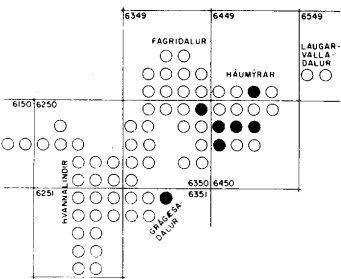 6349
6449
6549
FAGRIDALUR
HÁUMÝRAR
LAUGAR-
VALLA-
DALUR
6150
6250
HVANNALINDIR
6251
6350
6450
6351
GRÁGÆSA-
DALUR